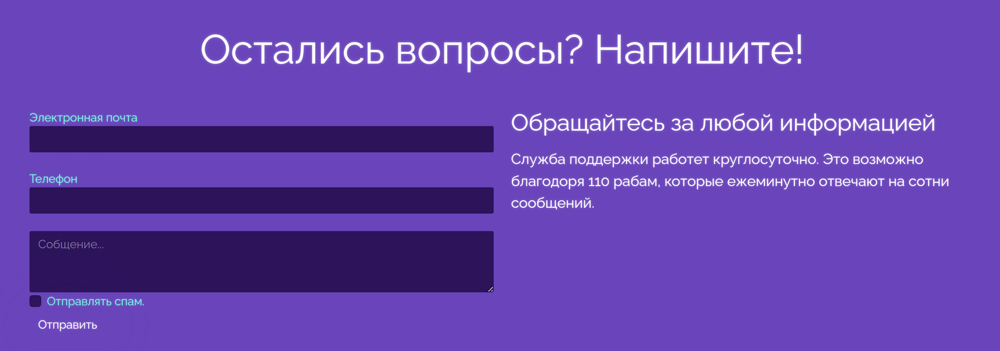 Остались вопросы? Напишите!
Электронная почта
Телефон
Собщение...
Отправлять спам.
Отправить
Обращайтесь за любой информацией
Служба поддержки работет круглосуточно. Это возможно
благодоря 110 рабам, которые ежеминутно отвечают на сотни
сообщений.